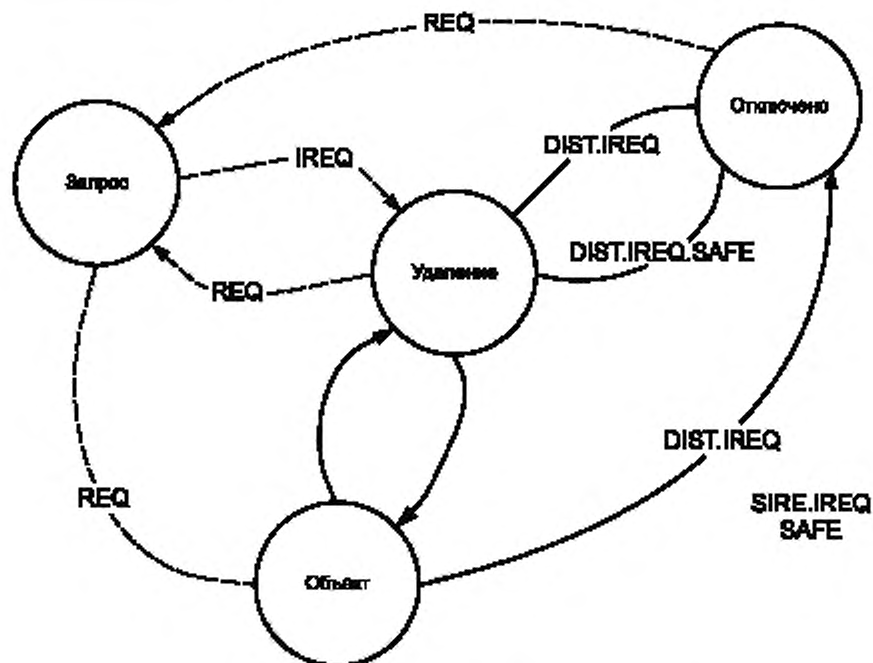 REQ
Отключено
DIST.IREQ
IREQ
Запрос
DIST.IREQ.SAFE
Удаление
REQ
DIST.IREQ
REQ
SIRE.IREQ
SAFE
Объект